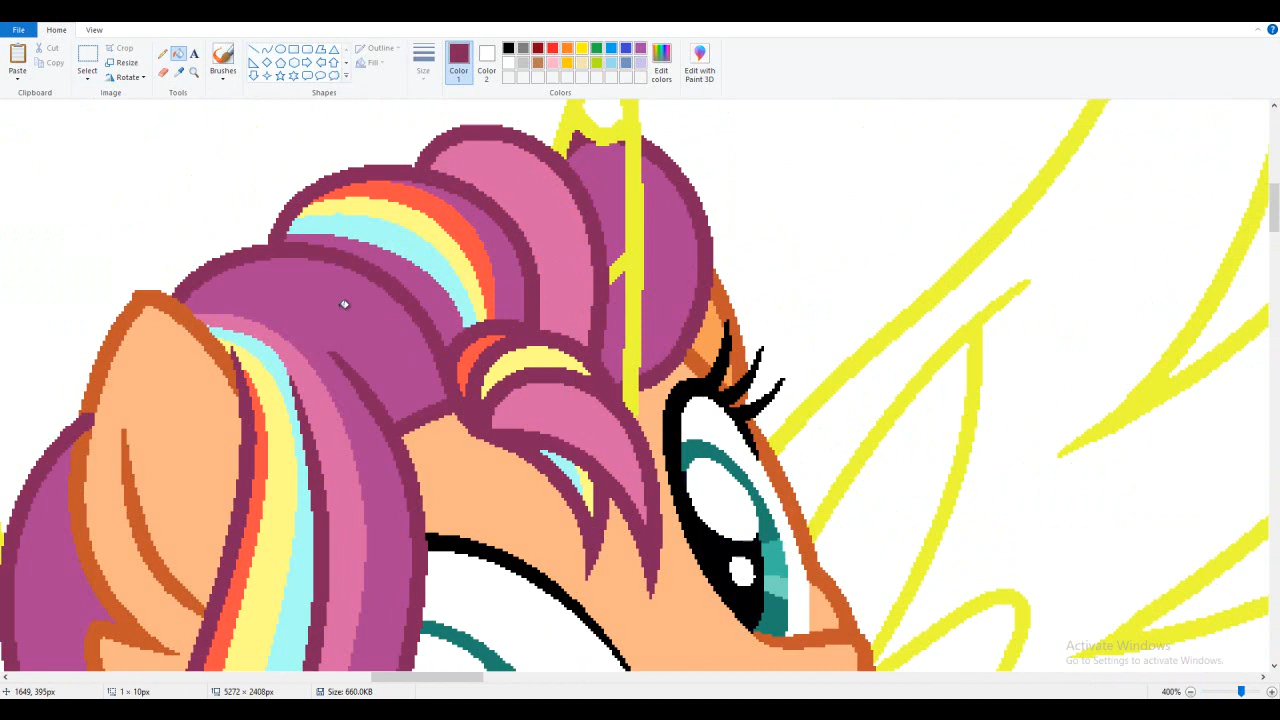 File Home View
Paste Cut Copy Clipboard
Select Crop Resize Rotate Image
Tools
A
Brushes
Outline Fill Shapes
Size
Color 1
Color 2
Edit colors
Edit with Paint 3D
Colors
Activate Windows
Go to Settings to activate Windows.
1649, 395px 1 × 10px 5272 × 2408px Size: 660.0KB 400%